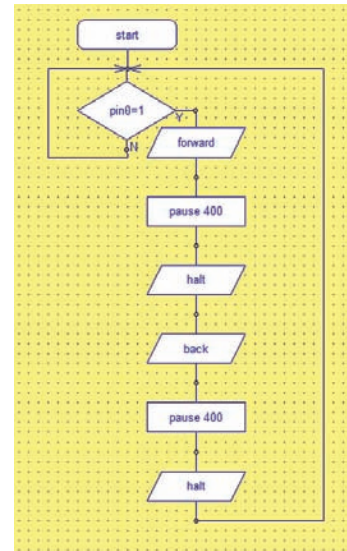 start
pin0=1
Y
N
forward
pause 400
halt
back
pause 400
halt